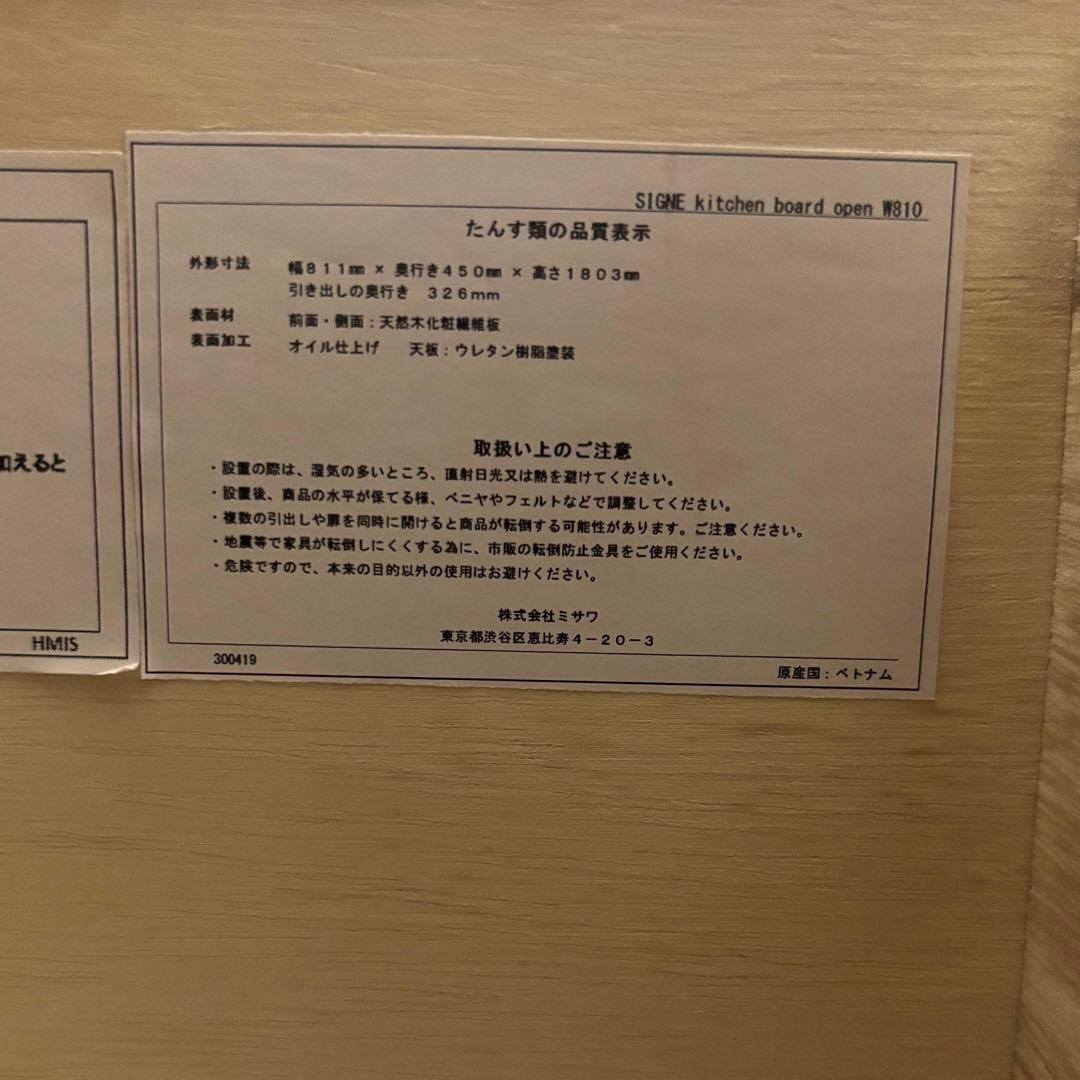 加えると
HMIS
SIGNE kitchen board open W810
たんす類の品質表示
外形寸法 幅811㎜ × 奥行き450㎜ × 高さ1803㎜
引き出しの奥行き 326mm
表面材 前面・側面：天然木化粧繊維板
表面加工 オイル仕上げ 天板：ウレタン樹脂塗装
取扱い上のご注意
・設置の際は、湿気の多いところ、直射日光又は熱を避けてください。
・設置後、商品の水平が保てる様、ベニヤやフェルトなどで調整してください。
・複数の引出しや扉を同時に開けると商品が転倒する可能性があります。ご注意ください。
・地震等で家具が転倒しにくくする為に、市販の転倒防止金具をご使用ください。
・危険ですので、本来の目的以外の使用はお避けください。
株式会社ミサワ
東京都渋谷区恵比寿4－20－3
300419
原産国：ベトナム